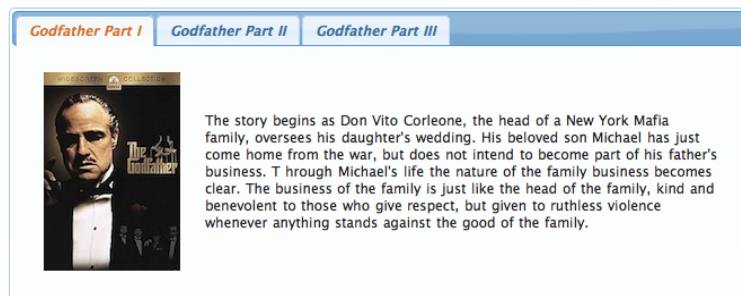 Godfather Part I
Godfather Part II
Godfather Part III
WIDESCREEN COLLECTION
The Godfather
The story begins as Don Vito Corleone, the head of a New York Mafia
family, oversees his daughter's wedding. His beloved son Michael has just
come home from the war, but does not intend to become part of his father's
business. T hrough Michael's life the nature of the family business becomes
clear. The business of the family is just like the head of the family, kind and
benevolent to those who give respect, but given to ruthless violence
whenever anything stands against the good of the family.